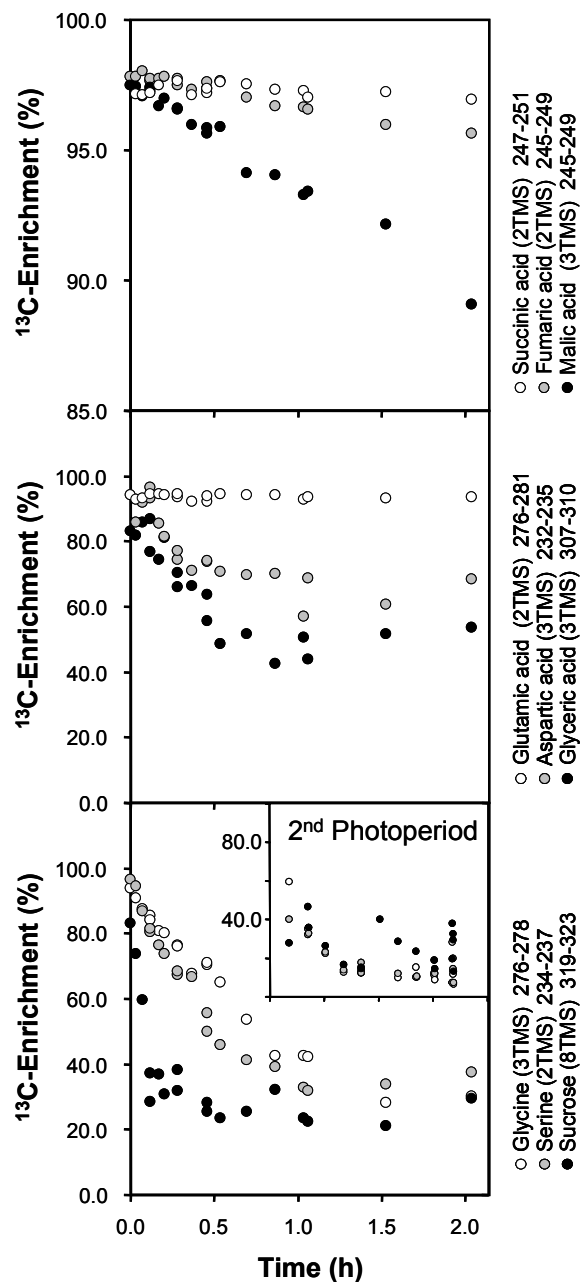 100.0
95.0
90.0
85.0
¹³C-Enrichment (%)
Succinic acid (2TMS) 247-251
Fumaric acid (2TMS) 245-249
Malic acid (3TMS) 245-249
100.0
80.0
60.0
40.0
20.0
0.0
¹³C-Enrichment (%)
Glutamic acid (2TMS) 276-281
Aspartic acid (3TMS) 232-235
Glyceric acid (3TMS) 307-310
100.0
80.0
60.0
40.0
20.0
0.0
¹³C-Enrichment (%)
2nd Photoperiod
80.0
40.0
Glycine (3TMS) 276-278
Serine (2TMS) 234-237
Sucrose (8TMS) 319-323
0.0 0.5 1.0 1.5 2.0
Time (h)